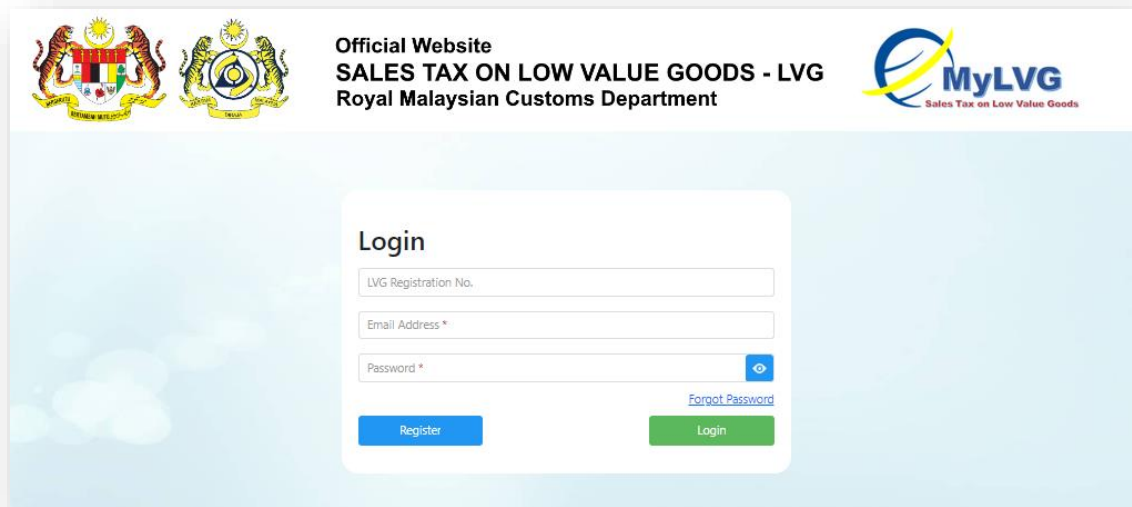 Official Website
SALES TAX ON LOW VALUE GOODS - LVG
Royal Malaysian Customs Department
MyLVG
Sales Tax on Low Value Goods
Login
LVG Registration No.
Email Address *
Password *
Forgot Password
Register
Login